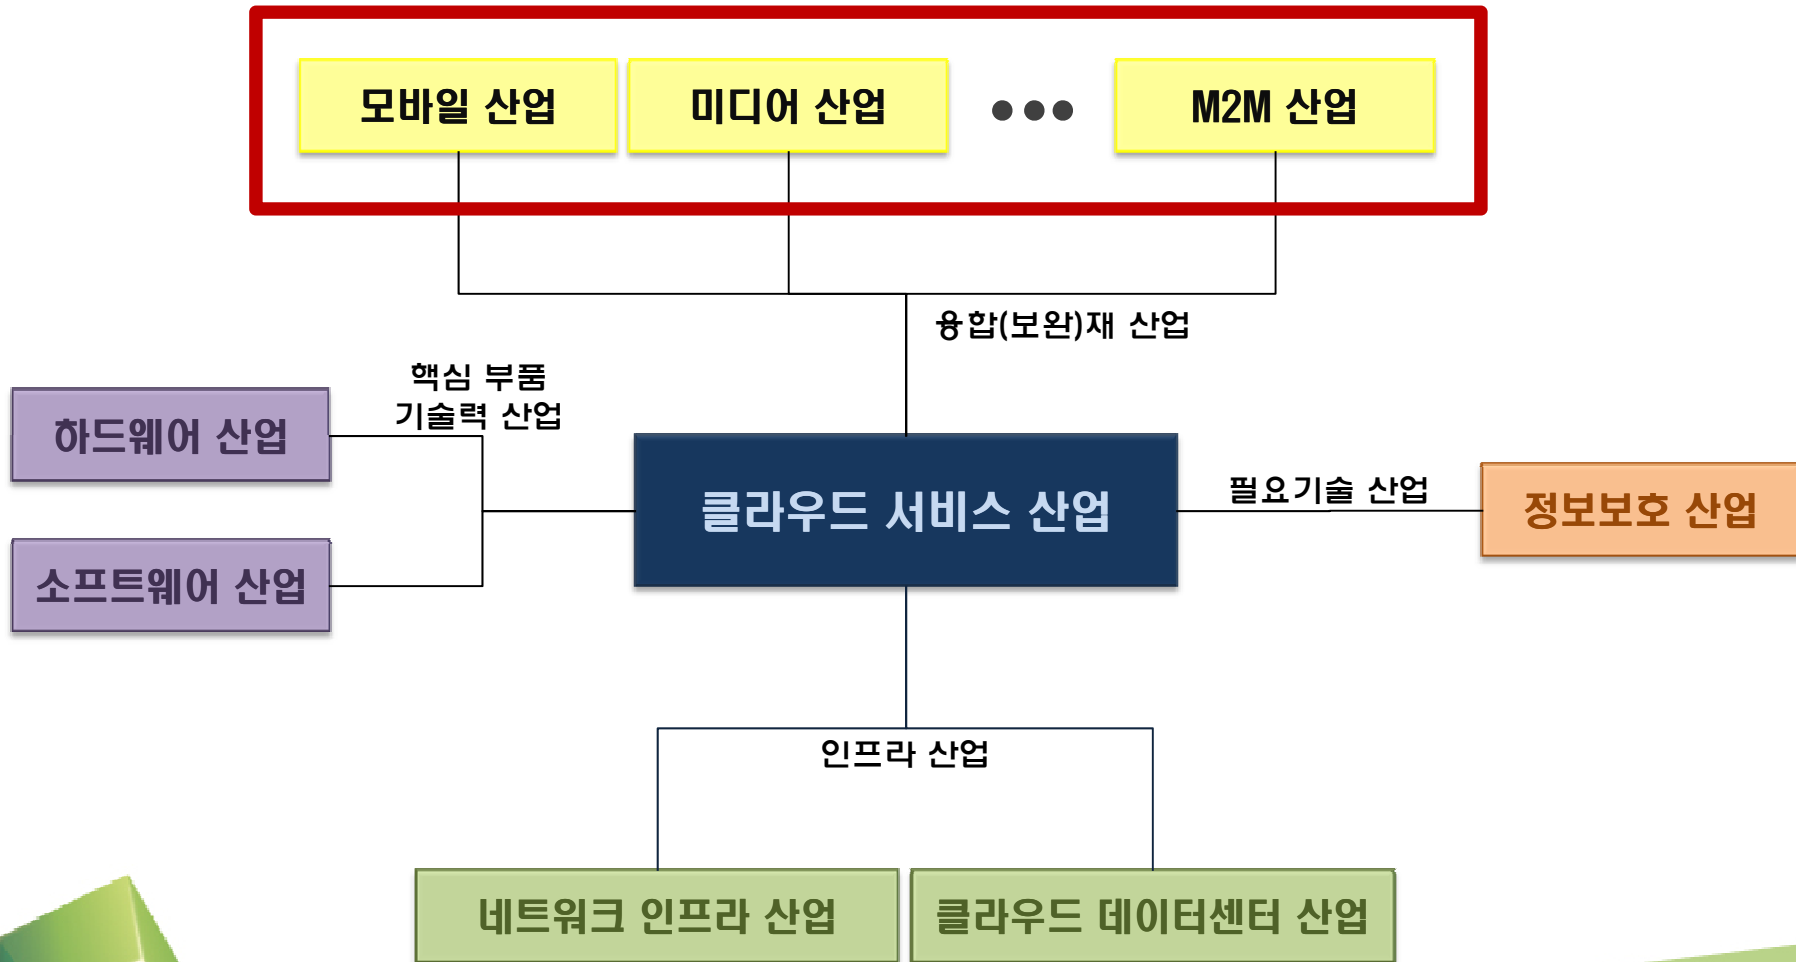 모바일 산업
미디어 산업
●●●
M2M 산업
융합(보완)재 산업
핵심 부품
기술력 산업
하드웨어 산업
소프트웨어 산업
클라우드 서비스 산업
필요기술 산업
정보보호 산업
인프라 산업
네트워크 인프라 산업
클라우드 데이터센터 산업